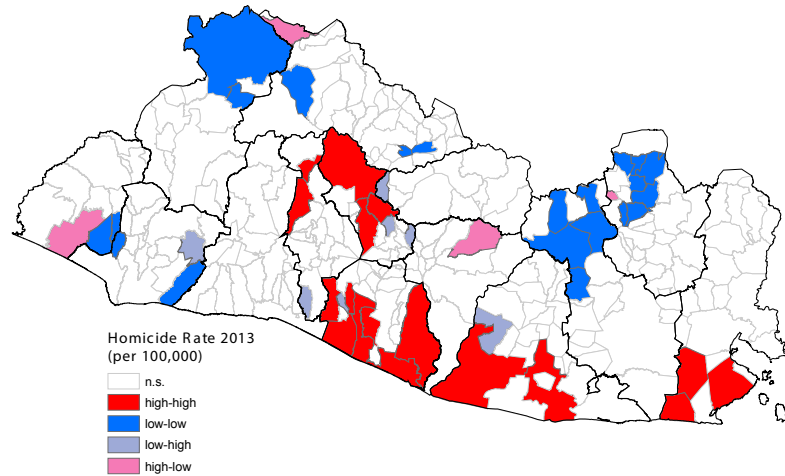 Homicide Rate 2013
(per 100,000)
n.s.
high-high
low-low
low-high
high-low